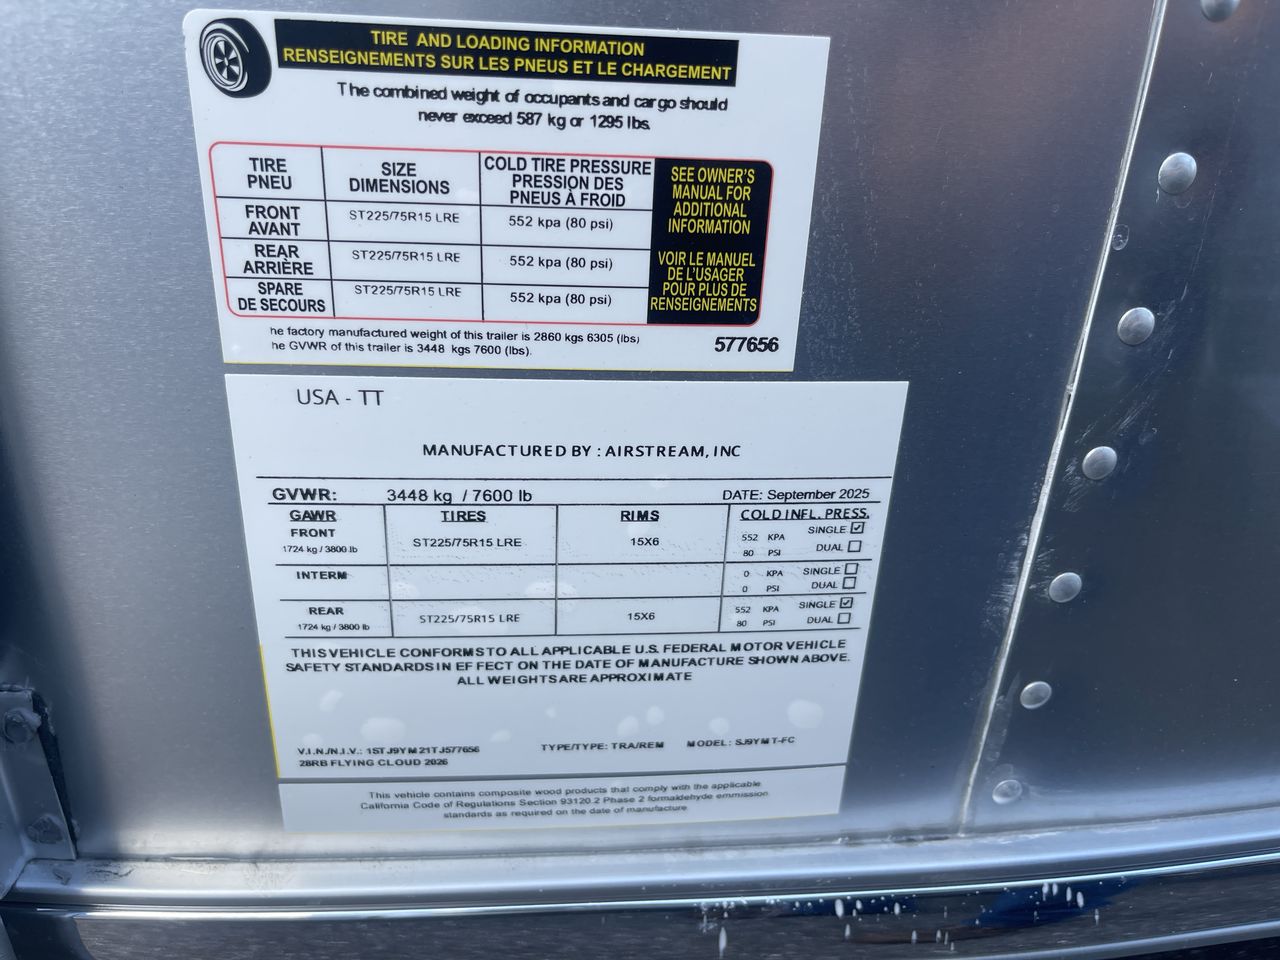 TIRE AND LOADING INFORMATION
RENSEIGNEMENTS SUR LES PNEUS ET LE CHARGEMENT
The combined weight of occupants and cargo should
never exceed 587 kg or 1295 lbs.
TIRE PNEU SIZE DIMENSIONS COLD TIRE PRESSURE PRESSION DES PNEUS À FROID
FRONT AVANT ST225/75R15 LRE 552 kpa (80 psi)
REAR ARRIÈRE ST225/75R15 LRE 552 kpa (80 psi)
SPARE DE SECOURS ST225/75R15 LRE 552 kpa (80 psi)
SEE OWNER'S
MANUAL FOR
ADDITIONAL
INFORMATION
VOIR LE MANUEL
DE L'USAGER
POUR PLUS DE
RENSEIGNEMENTS
he factory manufactured weight of this trailer is 2860 kgs 6305 (lbs)
he GVWR of this trailer is 3448 kgs 7600 (lbs).
577656
USA - TT
MANUFACTURED BY : AIRSTREAM, INC
GVWR: 3448 kg / 7600 lb DATE: September 2025
GAWR TIRES RIMS COLD INFL. PRESS.
FRONT
1724 kg / 3800 lb ST225/75R15 LRE 15X6 552 KPA SINGLE ☑
80 PSI DUAL ☐
INTERM 0 KPA SINGLE ☐
0 PSI DUAL ☐
REAR
1724 kg / 3800 lb ST225/75R15 LRE 15X6 552 KPA SINGLE ☑
80 PSI DUAL ☐
THIS VEHICLE CONFORMS TO ALL APPLICABLE U.S. FEDERAL MOTOR VEHICLE
SAFETY STANDARDS IN EFFECT ON THE DATE OF MANUFACTURE SHOWN ABOVE.
ALL WEIGHTS ARE APPROXIMATE
V.I.N./N.I.V.: 1STJ9YM21TJ577656 TYPE/TYPE: TRA/REM MODEL: SJ9YMT-FC
28RB FLYING CLOUD 2026
This vehicle contains composite wood products that comply with the applicable
California Code of Regulations Section 93120.2 Phase 2 formaldehyde emmission
standards as required on the date of manufacture